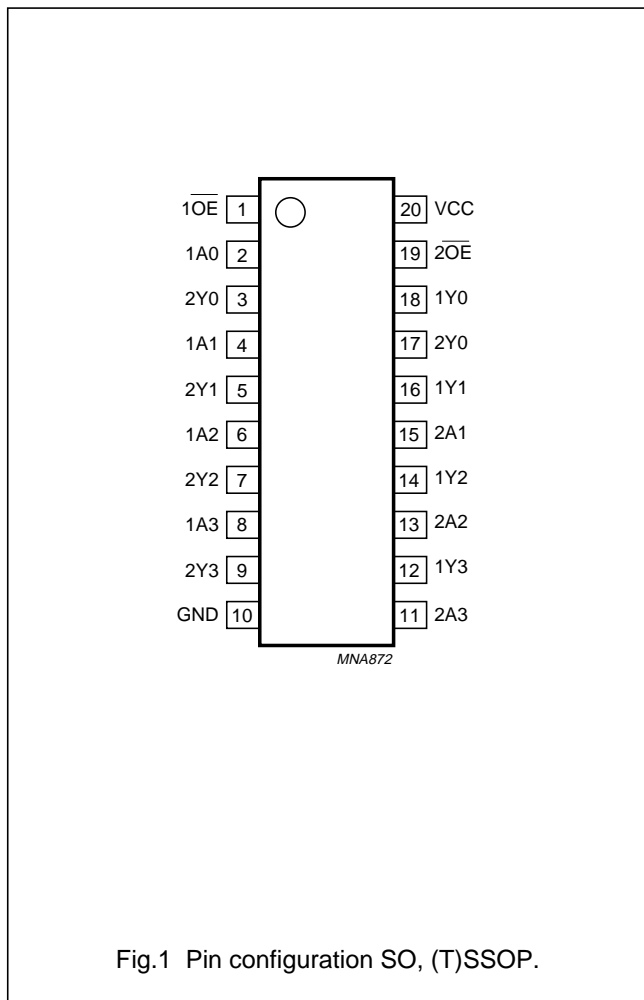 1O̅E̅ 1 20 VCC
1A0 2 19 2O̅E̅
2Y0 3 18 1Y0
1A1 4 17 2Y0
2Y1 5 16 1Y1
1A2 6 15 2A1
2Y2 7 14 1Y2
1A3 8 13 2A2
2Y3 9 12 1Y3
GND 10 11 2A3
MNA872
Fig.1 Pin configuration SO, (T)SSOP.